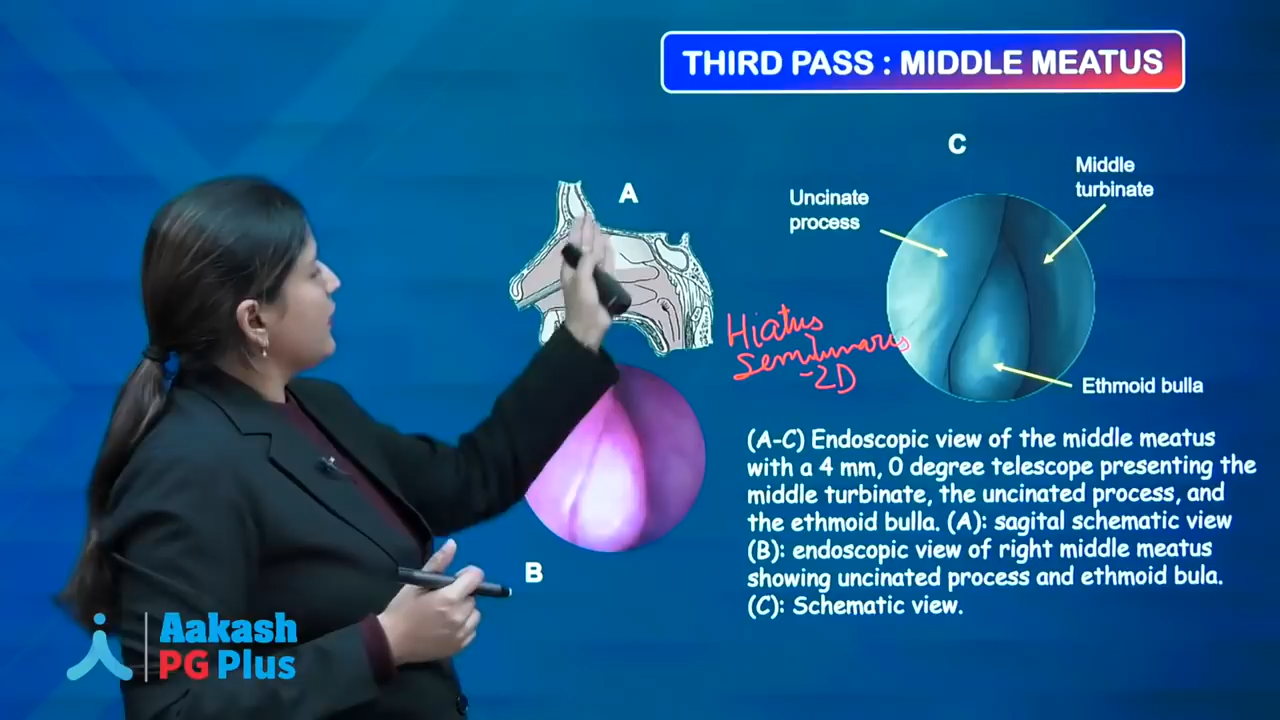 THIRD PASS : MIDDLE MEATUS
A
C
Uncinate
process
Middle
turbinate
Hiatus
Semilunaris
-2D
Ethmoid bulla
B
(A-C) Endoscopic view of the middle meatus
with a 4 mm, 0 degree telescope presenting the
middle turbinate, the uncinated process, and
the ethmoid bulla. (A): sagital schematic view
(B): endoscopic view of right middle meatus
showing uncinated process and ethmoid bula.
(C): Schematic view.
Aakash
PG Plus